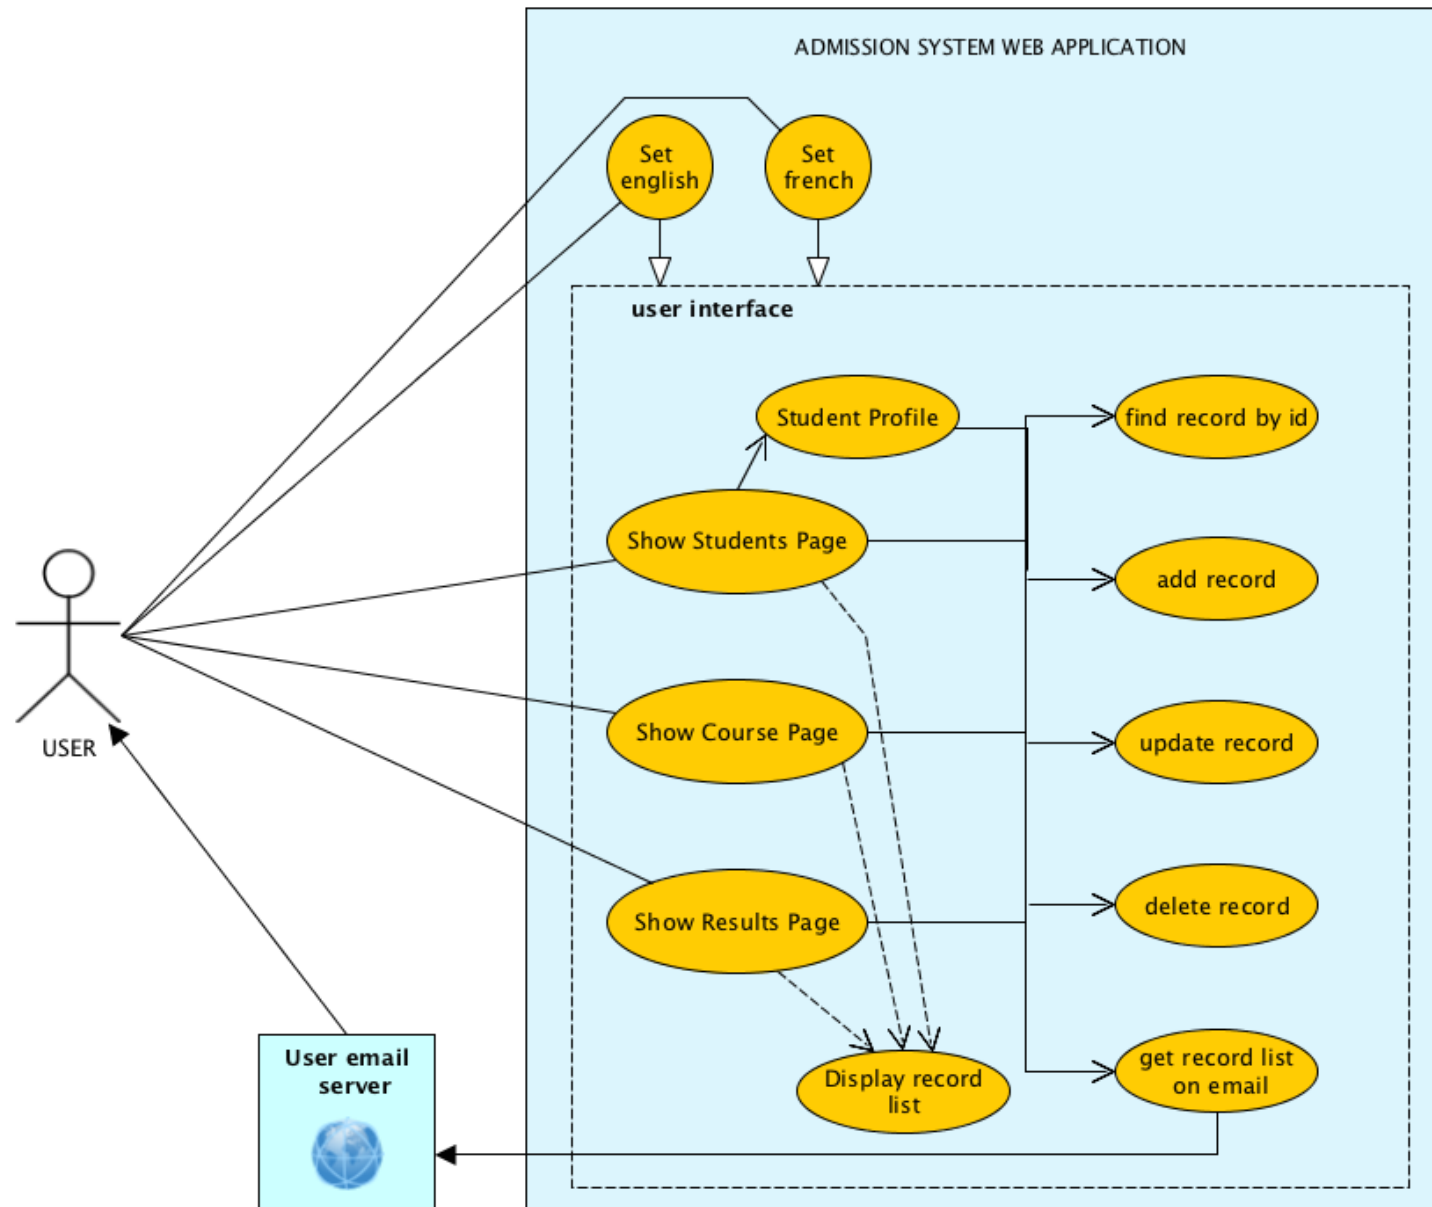 ADMISSION SYSTEM WEB APPLICATION
Set
english
Set
french
user interface
Student Profile
find record by id
Show Students Page
add record
USER
Show Course Page
update record
Show Results Page
delete record
User email
server
Display record
list
get record list
on email